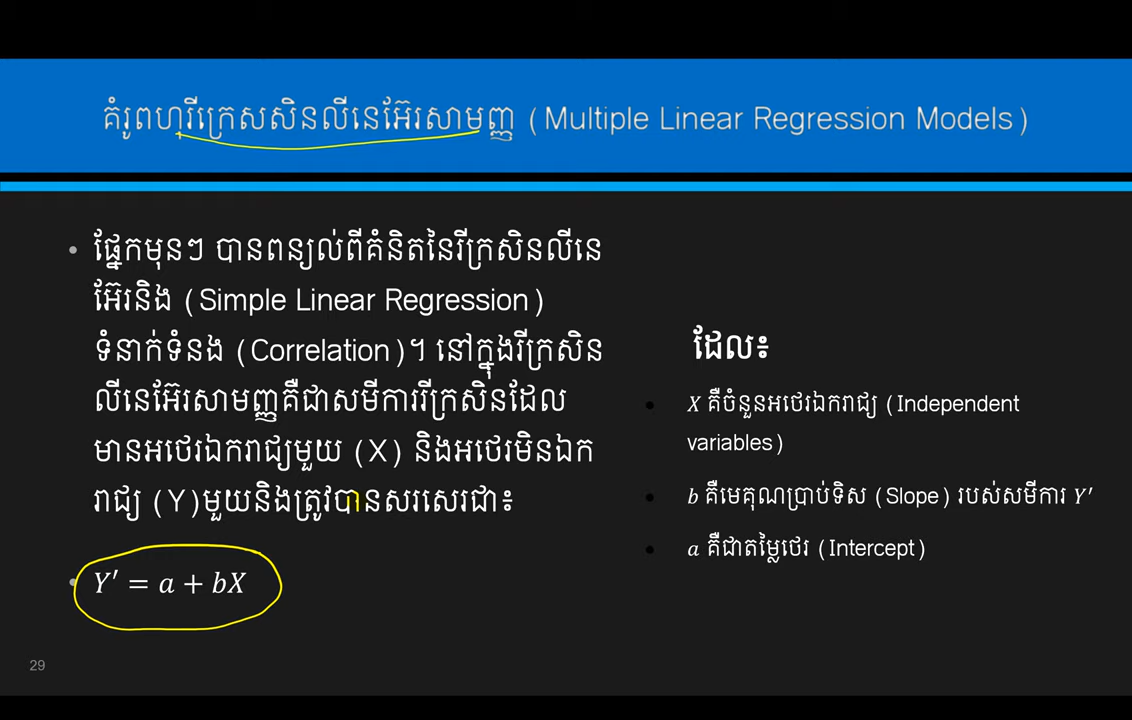 គំរូពហុរីក្រេសសិនលីនេអ៊ែរសាមញ្ញ (Multiple Linear Regression Models)
• ផ្នែកមុនៗ បានពន្យល់ពីគំនិតនៃរីក្រសិនលីនេ
អ៊ែរនិង (Simple Linear Regression)
ទំនាក់ទំនង (Correlation)។ នៅក្នុងរីក្រសិន
លីនេអ៊ែរសាមញ្ញគឺជាសមីការរីក្រសិនដែល
មានអថេរឯករាជ្យមួយ (X) និងអថេរមិនឯក
រាជ្យ (Y)មួយនិងត្រូវបានសរសេរជា៖
• Y′ = a + bX
ដែល៖
• X គឺចំនួនអថេរឯករាជ្យ (Independent
variables)
• b គឺមេគុណប្រាប់ទិស (Slope) របស់សមីការ Y′
• a គឺជាតម្លៃថេរ (Intercept)
29